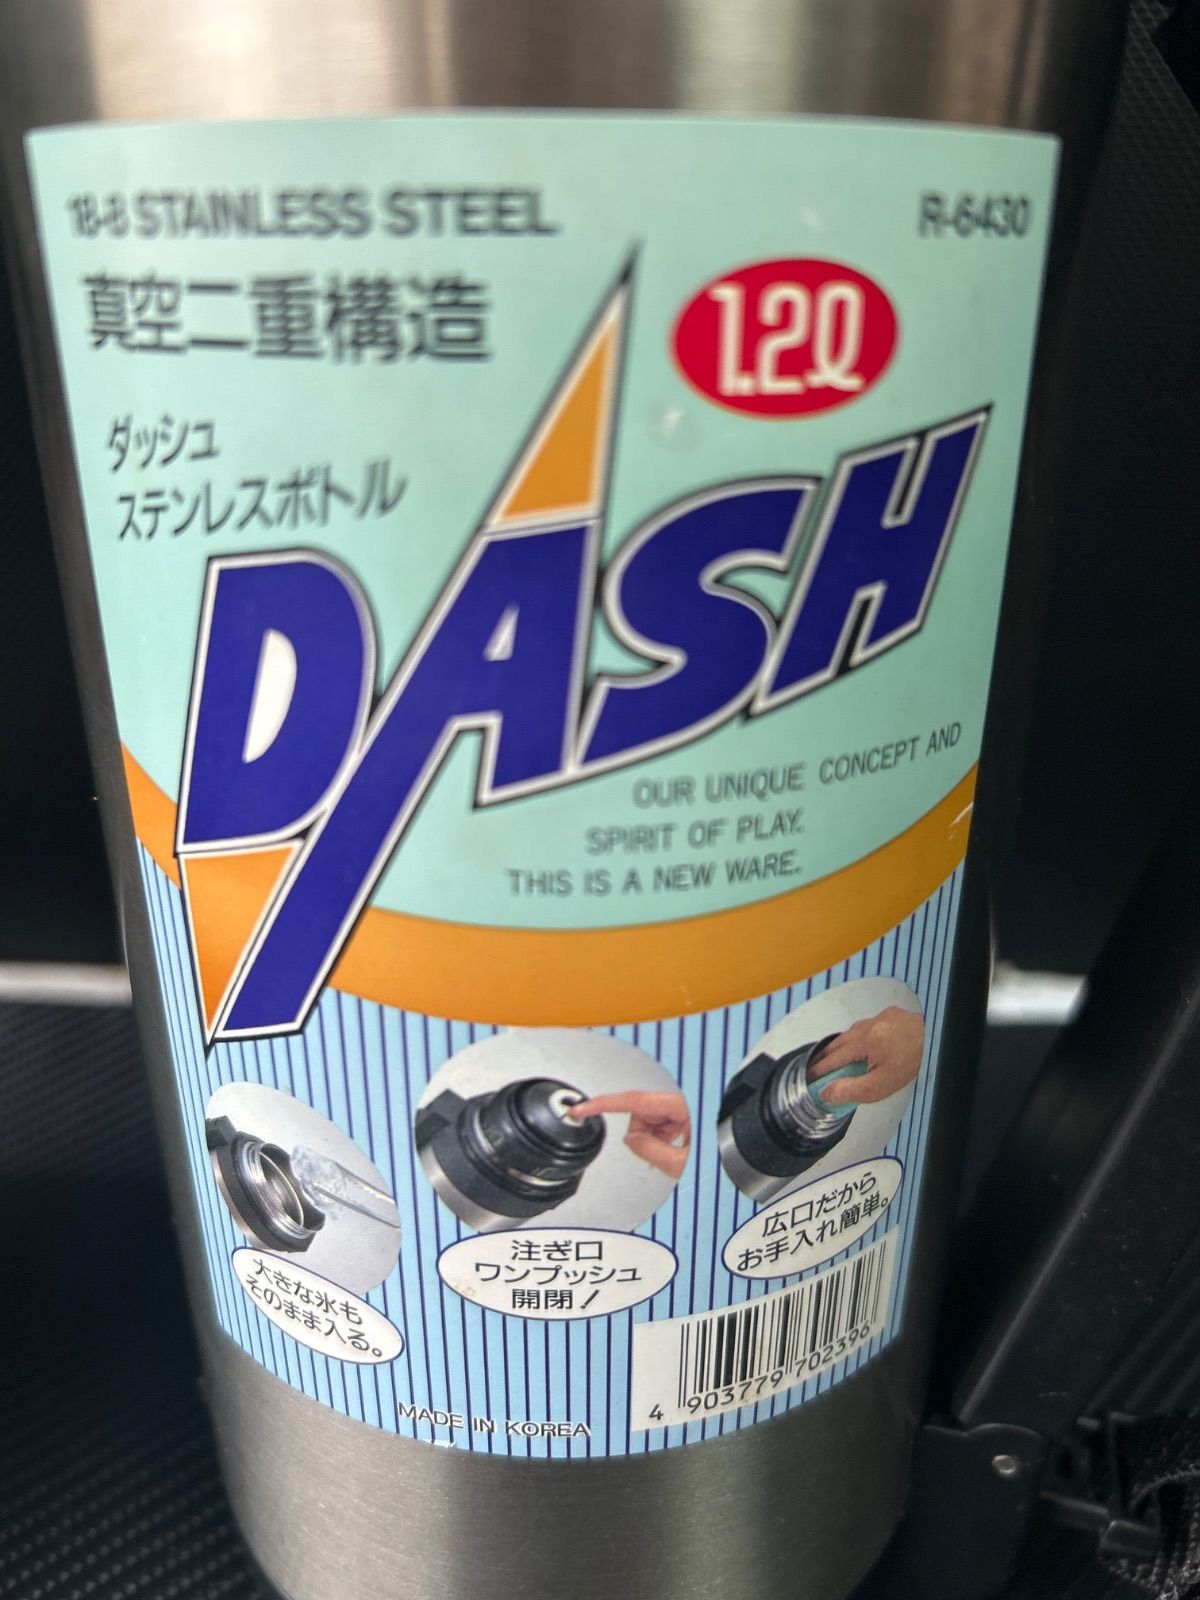 18-8 STAINLESS STEEL
R-6430
真空二重構造
1.2ℓ
ダッシュ
ステンレスボトル
DASH
OUR UNIQUE CONCEPT AND
SPIRIT OF PLAY.
THIS IS A NEW WARE.
大きな氷も
そのまま入る。
注ぎ口
ワンプッシュ
開閉!
広口だから
お手入れ簡単。
4 903779 702396
MADE IN KOREA